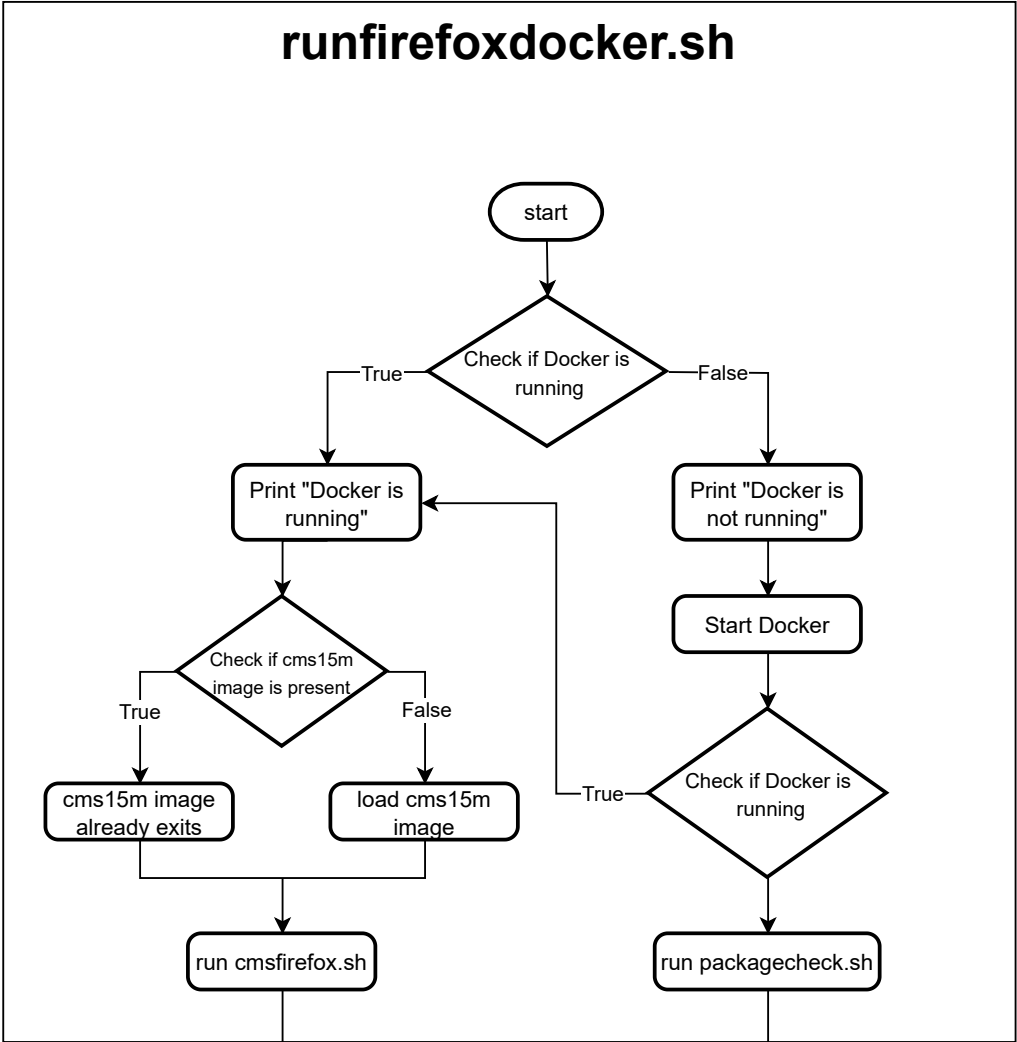 runfirefoxdocker.sh
start
Check if Docker is
running
True
False
Print "Docker is
running"
Print "Docker is
not running"
Start Docker
Check if cms15m
image is present
True
False
Check if Docker is
running
True
cms15m image
already exits
load cms15m
image
run cmsfirefox.sh
run packagecheck.sh